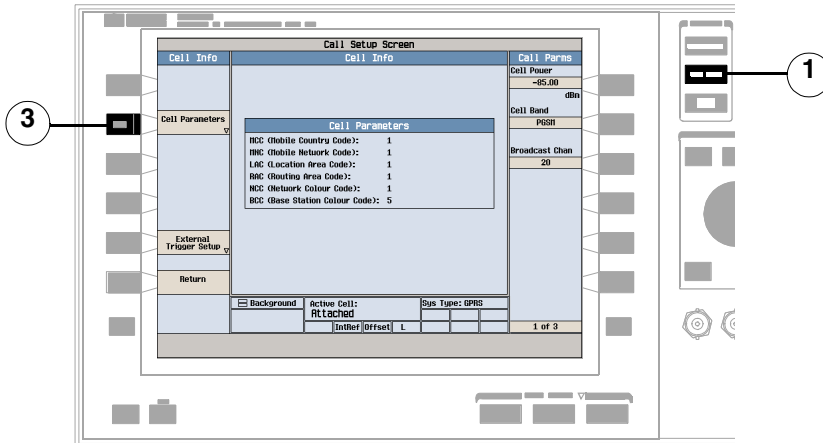 Call Setup Screen
Cell Info
Cell Info
Call Parms
Cell Power
-85.00
dBm
Cell Parameters
Cell Band
PGSM
Cell Parameters
MCC (Mobile Country Code): 1
MNC (Mobile Network Code): 1
LAC (Location Area Code): 1
RAC (Routing Area Code): 1
NCC (Network Colour Code): 1
BCC (Base Station Colour Code): 5
Broadcast Chan
20
External
Trigger Setup
Return
Background
Active Cell:
Attached
Sys Type: GPRS
IntRef Offset L
1 of 3
1
3